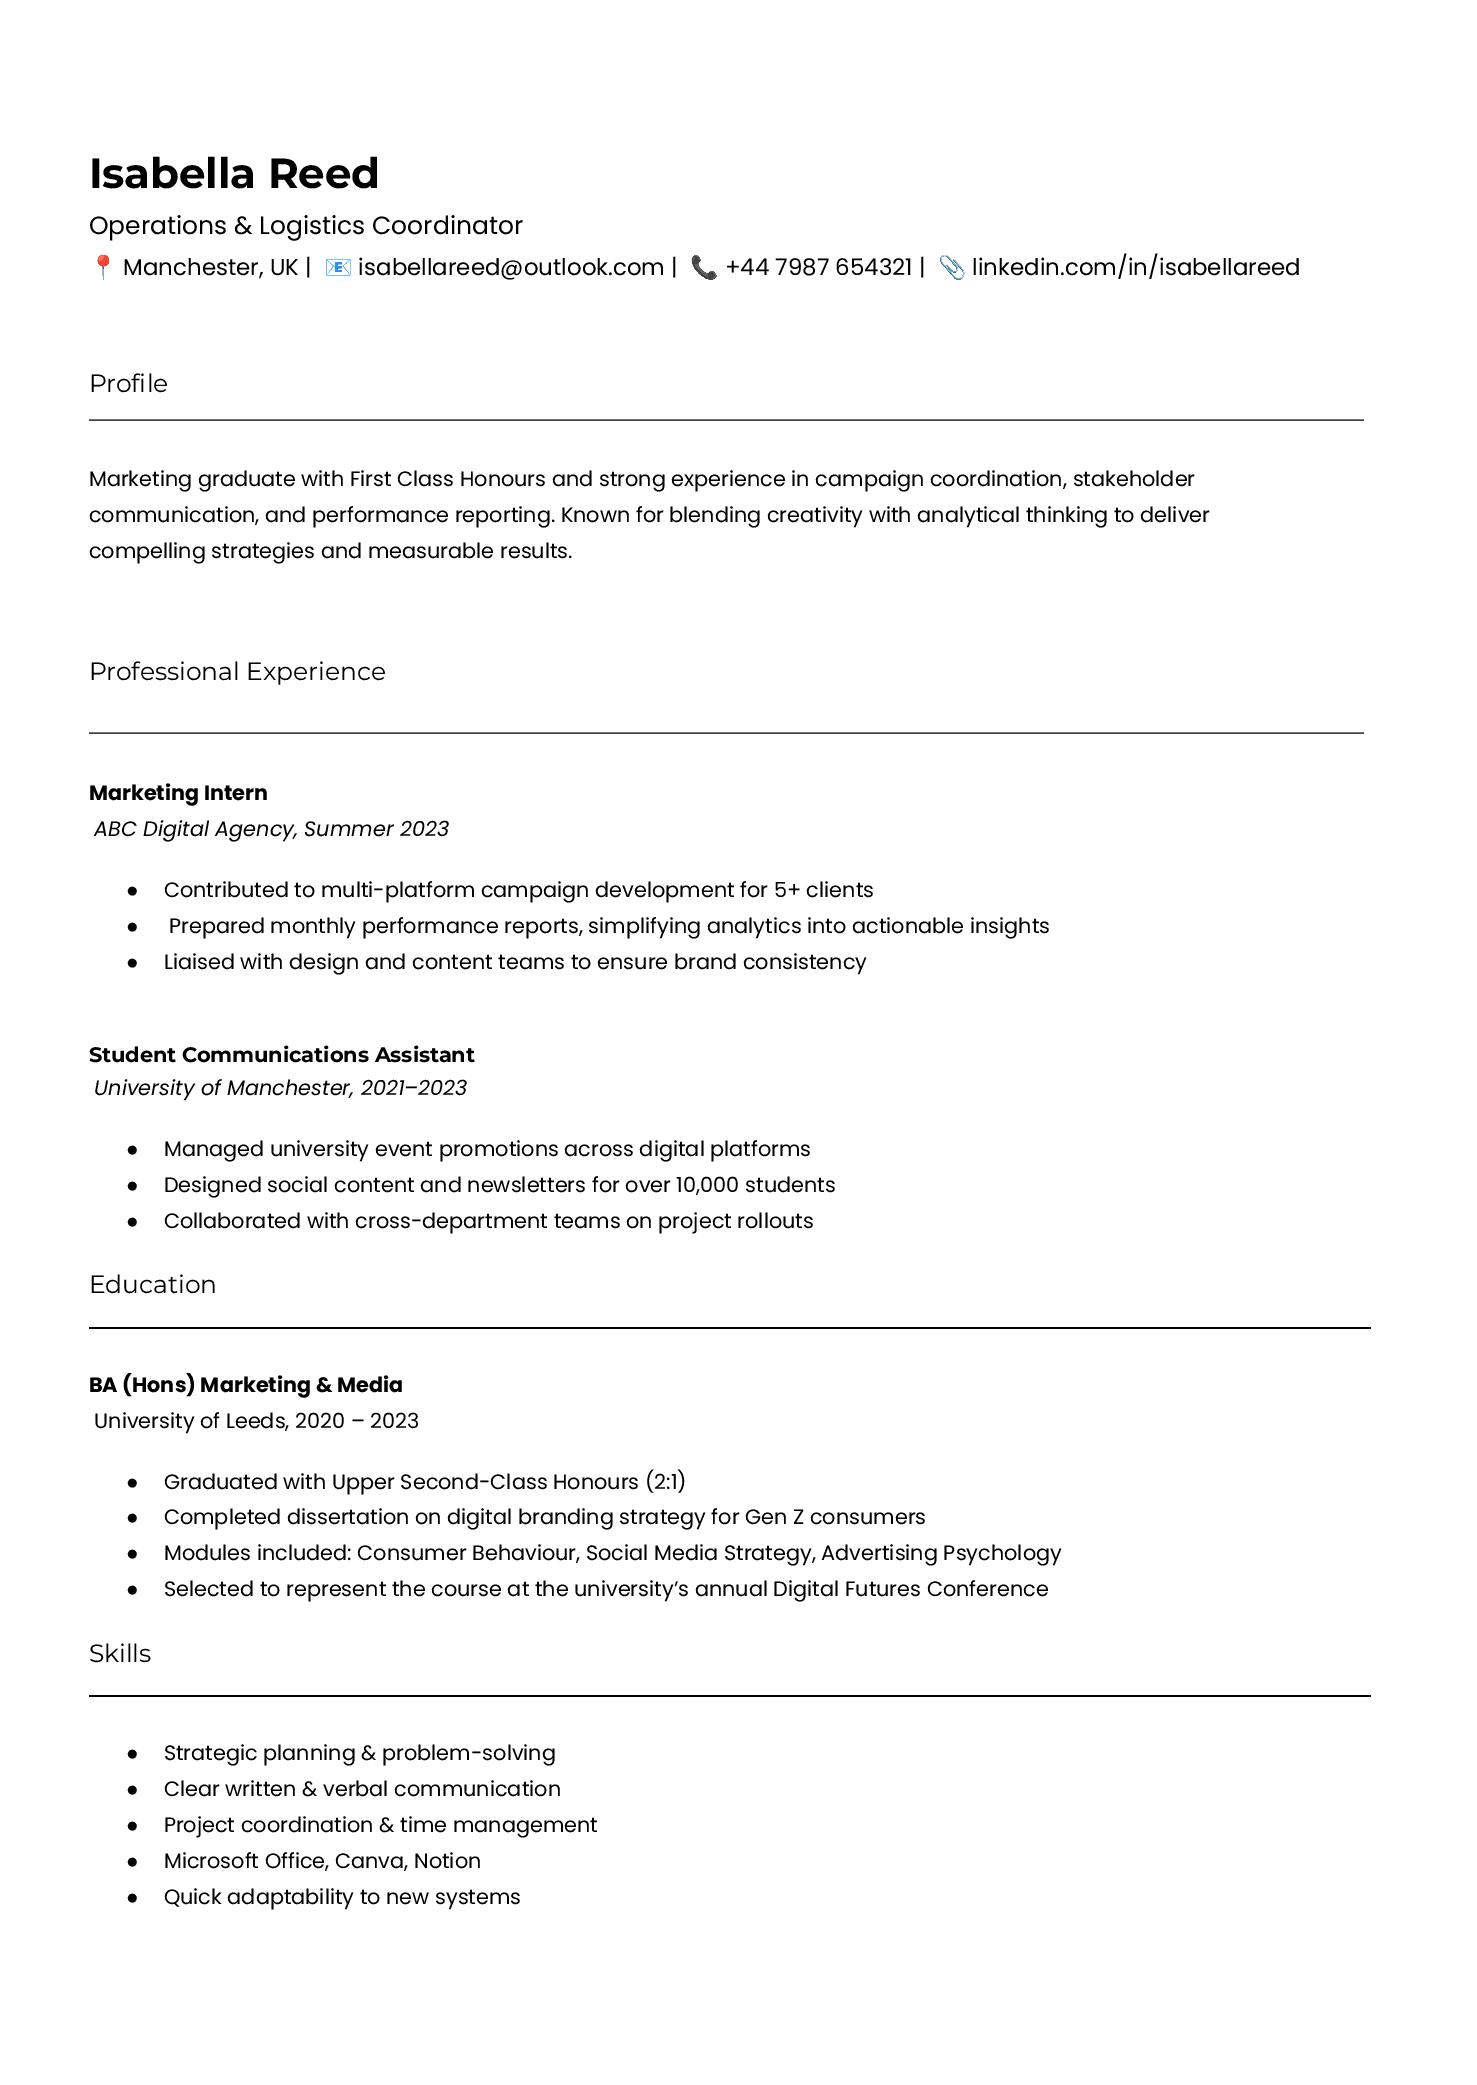 Isabella Reed
Operations & Logistics Coordinator
📍 Manchester, UK | 📧 isabellareed@outlook.com | 📞 +44 7987 654321 | 📎 linkedin.com/in/isabellareed
Profile
Marketing graduate with First Class Honours and strong experience in campaign coordination, stakeholder
communication, and performance reporting. Known for blending creativity with analytical thinking to deliver
compelling strategies and measurable results.
Professional Experience
Marketing Intern
ABC Digital Agency, Summer 2023
● Contributed to multi-platform campaign development for 5+ clients
● Prepared monthly performance reports, simplifying analytics into actionable insights
● Liaised with design and content teams to ensure brand consistency
Student Communications Assistant
University of Manchester, 2021–2023
● Managed university event promotions across digital platforms
● Designed social content and newsletters for over 10,000 students
● Collaborated with cross-department teams on project rollouts
Education
BA (Hons) Marketing & Media
University of Leeds, 2020 – 2023
● Graduated with Upper Second-Class Honours (2:1)
● Completed dissertation on digital branding strategy for Gen Z consumers
● Modules included: Consumer Behaviour, Social Media Strategy, Advertising Psychology
● Selected to represent the course at the university’s annual Digital Futures Conference
Skills
● Strategic planning & problem-solving
● Clear written & verbal communication
● Project coordination & time management
● Microsoft Office, Canva, Notion
● Quick adaptability to new systems